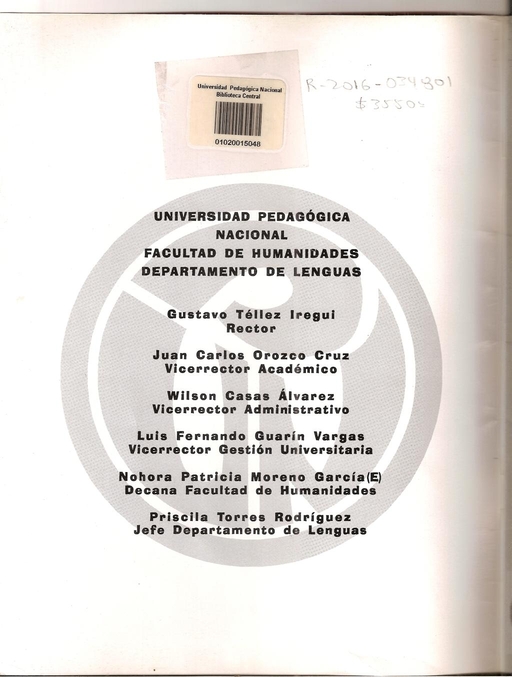 Universidad Pedagógica Nacional
Biblioteca Central
01020015048
R-2016-034901
$35505
UNIVERSIDAD PEDAGÓGICA
NACIONAL
FACULTAD DE HUMANIDADES
DEPARTAMENTO DE LENGUAS
Gustavo Téllez Iregui
Rector
Juan Carlos Orozco Cruz
Vicerrector Académico
Wilson Casas Álvarez
Vicerrector Administrativo
Luis Fernando Guarín Vargas
Vicerrector Gestión Universitaria
Nohora Patricia Moreno García(E)
Decana Facultad de Humanidades
Priscila Torres Rodríguez
Jefe Departamento de Lenguas